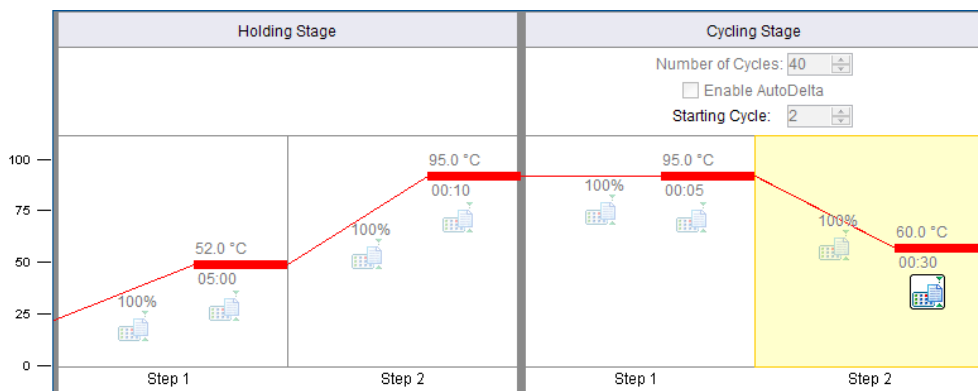 Holding Stage
Cycling Stage
Number of Cycles: 40
Enable AutoDelta
Starting Cycle: 2
100
75
50
25
0
100%
52.0 °C
05:00
100%
95.0 °C
00:10
100%
95.0 °C
00:05
100%
60.0 °C
00:30
Step 1
Step 2
Step 1
Step 2